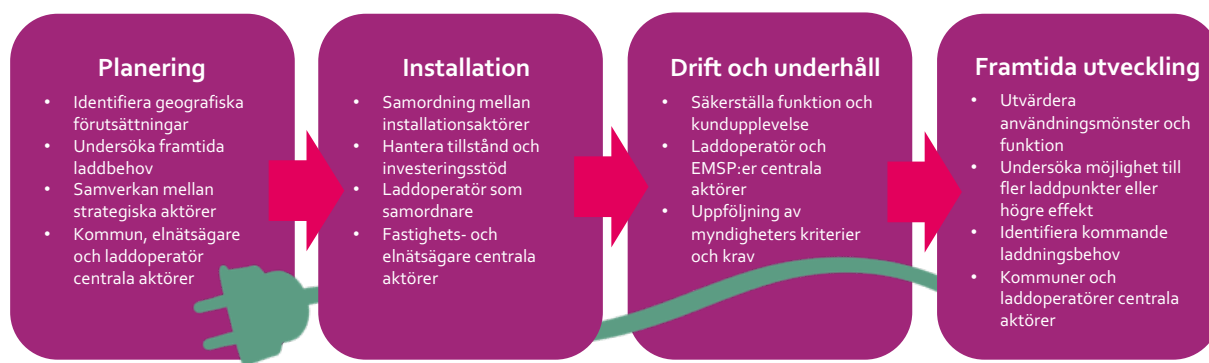 Planering
• Identifiera geografiska
förutsättningar
• Undersöka framtida
laddbehov
• Samverkan mellan
strategiska aktörer
• Kommun, elnätsägare
och laddoperatör
centrala aktörer
Installation
• Samordning mellan
installationsaktörer
• Hantera tillstånd och
investeringsstöd
• Laddoperatör som
samordnare
• Fastighets- och
elnätsägare centrala
aktörer
Drift och underhåll
• Säkerställa funktion och
kundupplevelse
• Laddoperatör och
EMSP:er centrala
aktörer
• Uppföljning av
myndigheters kriterier
och krav
Framtida utveckling
• Utvärdera
användningsmönster och
funktion
• Undersöka möjlighet till
fler laddpunkter eller
högre effekt
• Identifiera kommande
laddningsbehov
• Kommuner och
laddoperatörer centrala
aktörer